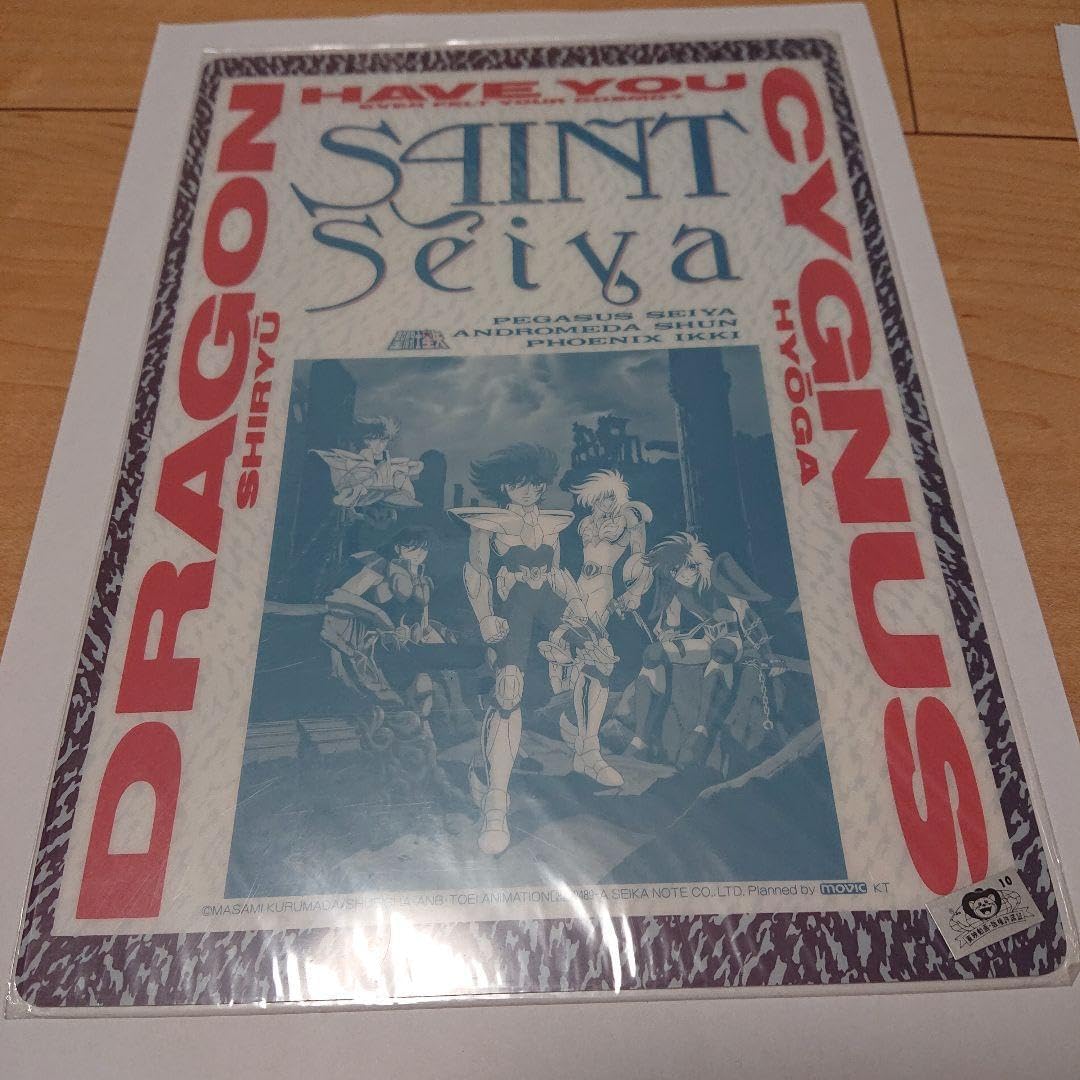 HAVE YOU
EVER FELT YOUR COSMO?
SAINT
Seiya
PEGASUS SEIYA
ANDROMEDA SHUN
PHOENIX IKKI
DRAGON
SHIRYŪ
CYGNUS
HYŌGA
©MASAMI KURUMADA/SHUEISHA·ANB·TOEI ANIMATION A SEIKA NOTE CO., LTD. Planned by movic KT
10